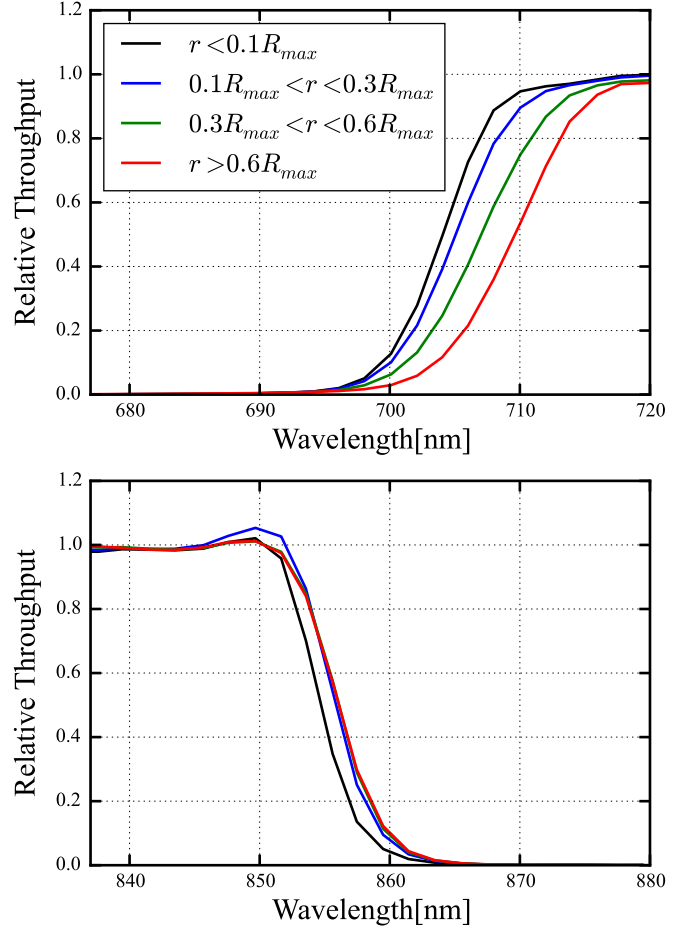 1.2
1.0
0.8
0.6
0.4
0.2
0.0
Relative Throughput
r < 0.1R_max
0.1R_max < r < 0.3R_max
0.3R_max < r < 0.6R_max
r > 0.6R_max
680 690 700 710 720
Wavelength[nm]
1.2
1.0
0.8
0.6
0.4
0.2
0.0
Relative Throughput
840 850 860 870 880
Wavelength[nm]